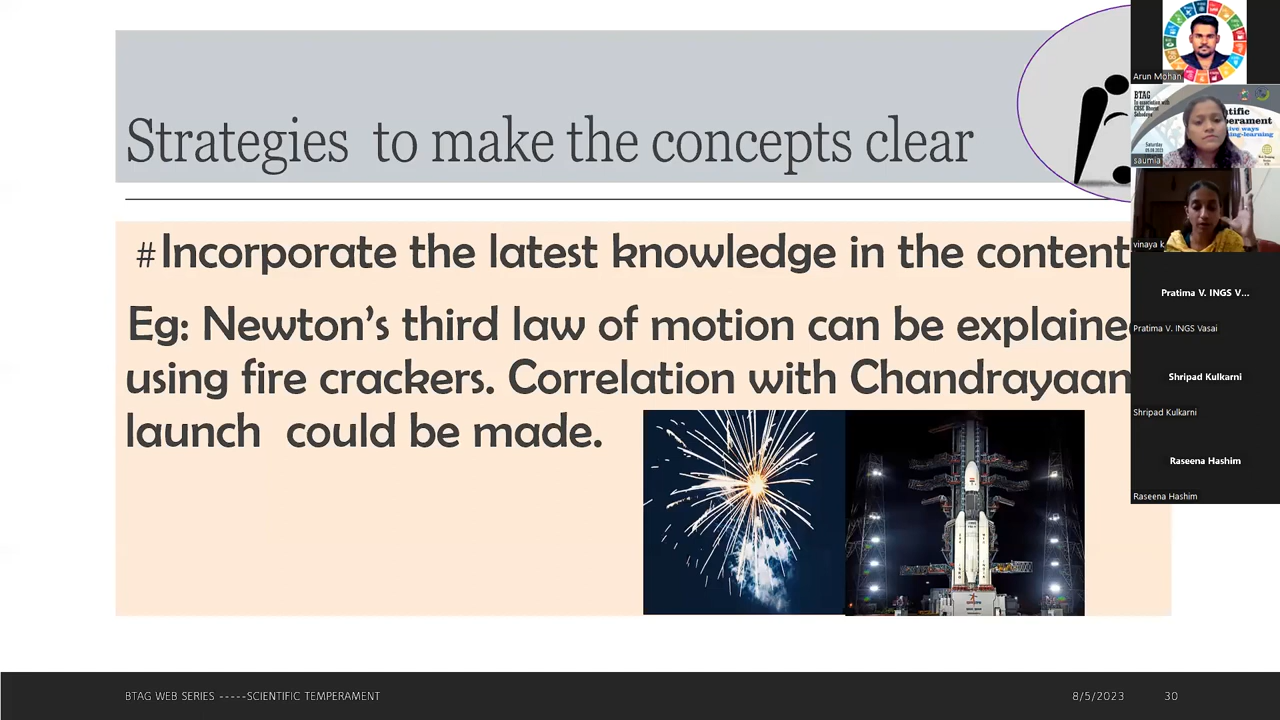 Strategies to make the concepts clear
#Incorporate the latest knowledge in the content
Eg: Newton’s third law of motion can be explained
using fire crackers. Correlation with Chandrayaan
launch could be made.
BTAG WEB SERIES -----SCIENTIFIC TEMPERAMENT
8/5/2023
30
Arun Mohan
BTAG
saumia
vinaya k
Pratima V. INGS V...
Pratima V. INGS Vasai
Shripad Kulkarni
Shripad Kulkarni
Raseena Hashim
Raseena Hashim